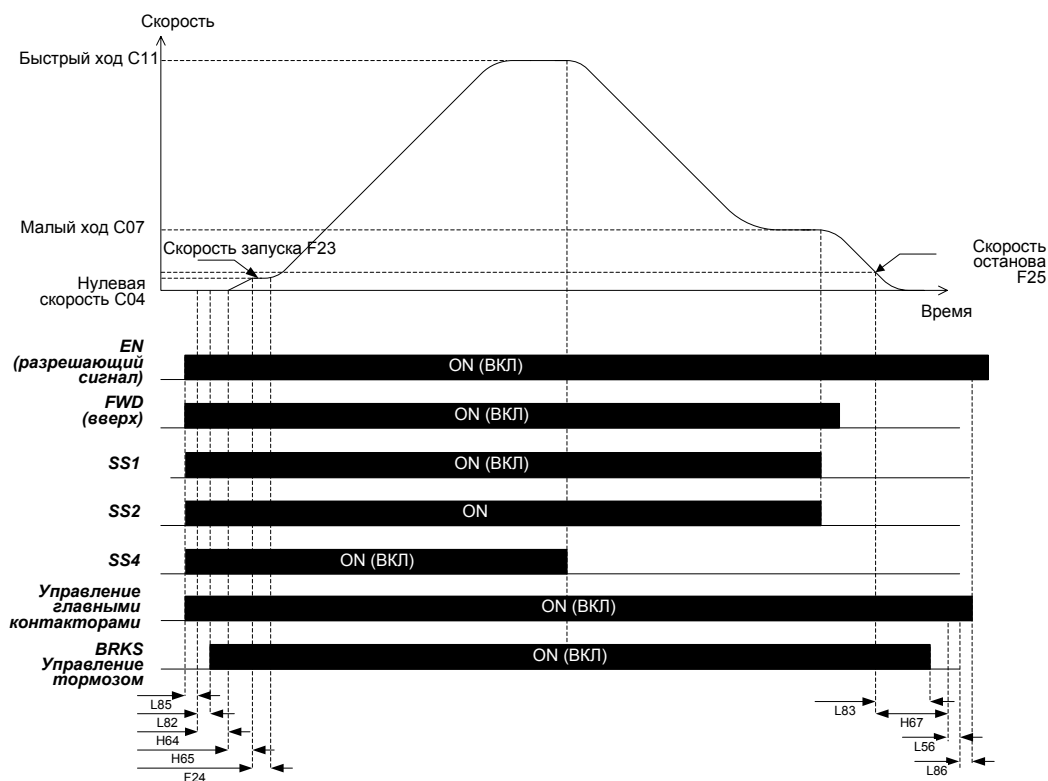 Скорость
Быстрый ход C11
Малый ход C07
Скорость запуска F23
Скорость
останова
F25
Нулевая
скорость C04
Время
EN
(разрешающий
сигнал)
ON (ВКЛ)
FWD
(вверх)
ON (ВКЛ)
SS1
ON (ВКЛ)
SS2
ON
SS4
ON (ВКЛ)
Управление
главными
контакторами
ON (ВКЛ)
BRKS
Управление
тормозом
ON (ВКЛ)
L85
L82
H64
H65
F24
L83
H67
L56
L86